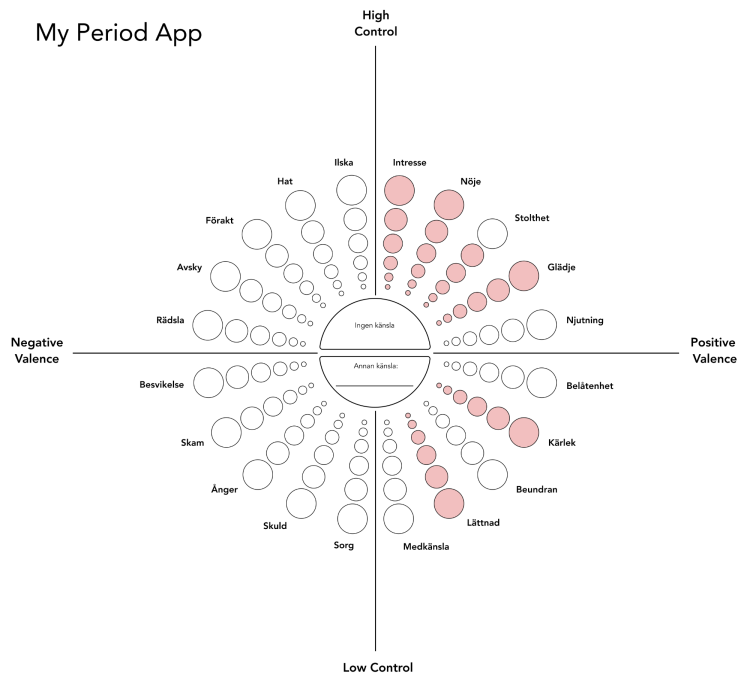 My Period App
High
Control
Ilska
Intresse
Hat
Nöje
Förakt
Stolthet
Avsky
Glädje
Rädsla
Njutning
Ingen känsla
Negative
Valence
Positive
Valence
Annan känsla:
Besvikelse
Belåtenhet
Skam
Kärlek
Ånger
Beundran
Skuld
Lättnad
Sorg
Medkänsla
Low Control